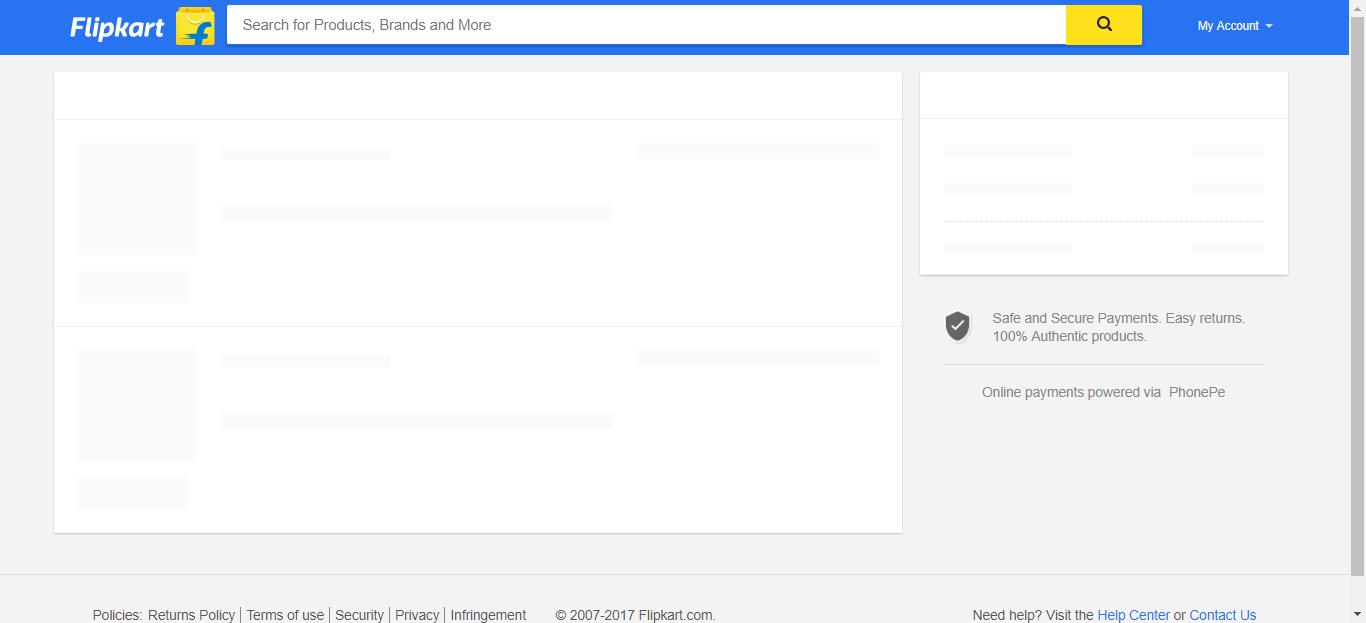 Flipkart
Search for Products, Brands and More
My Account
Safe and Secure Payments. Easy returns.
100% Authentic products.
Online payments powered via PhonePe
Policies: Returns Policy | Terms of use | Security | Privacy | Infringement © 2007-2017 Flipkart.com. Need help? Visit the Help Center or Contact Us